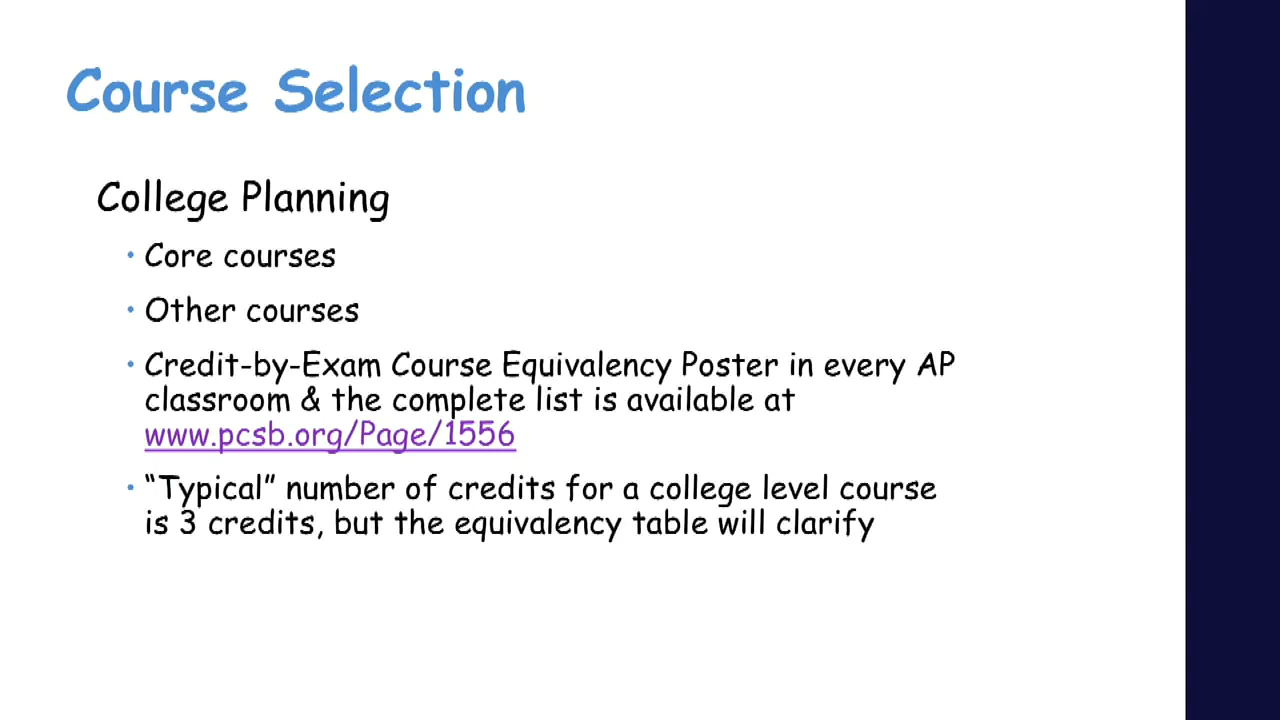 Course Selection
College Planning
• Core courses
• Other courses
• Credit-by-Exam Course Equivalency Poster in every AP
classroom & the complete list is available at
www.pcsb.org/Page/1556
• “Typical” number of credits for a college level course
is 3 credits, but the equivalency table will clarify